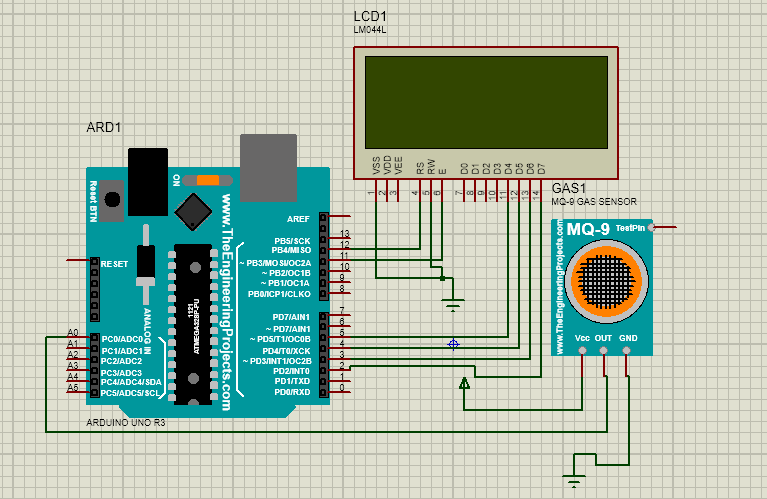 LCD1
LM044L
VSS VDD VEE RS RW E D0 D1 D2 D3 D4 D5 D6 D7
1 2 3 4 5 6 7 8 9 10 11 12 13 14
ARD1
Reset BTN
ON
www.TheEngineeringProjects.com
RESET
ANALOG IN
1121
ATMEGA328P-PU
AREF
PB5/SCK 13
PB4/MISO 12
~ PB3/MOSI/OC2A 11
~ PB2/OC1B 10
~ PB1/OC1A 9
PB0/ICP1/CLKO 8
PD7/AIN1 7
~ PD7/AIN1 6
~ PD5/T1/OC0B 5
PD4/T0/XCK 4
~ PD3/INT1/OC2B 3
PD2/INT0 2
PD1/TXD 1
PD0/RXD 0
A0 PC0/ADC0
A1 PC1/ADC1
A2 PC2/ADC2
A3 PC3/ADC3
A4 PC4/ADC4/SDA
A5 PC5/ADC5/SCL
ARDUINO UNO R3
GAS1
MQ-9 GAS SENSOR
MQ-9
TestPin
www.TheEngineeringProjects.com
Vcc OUT GND